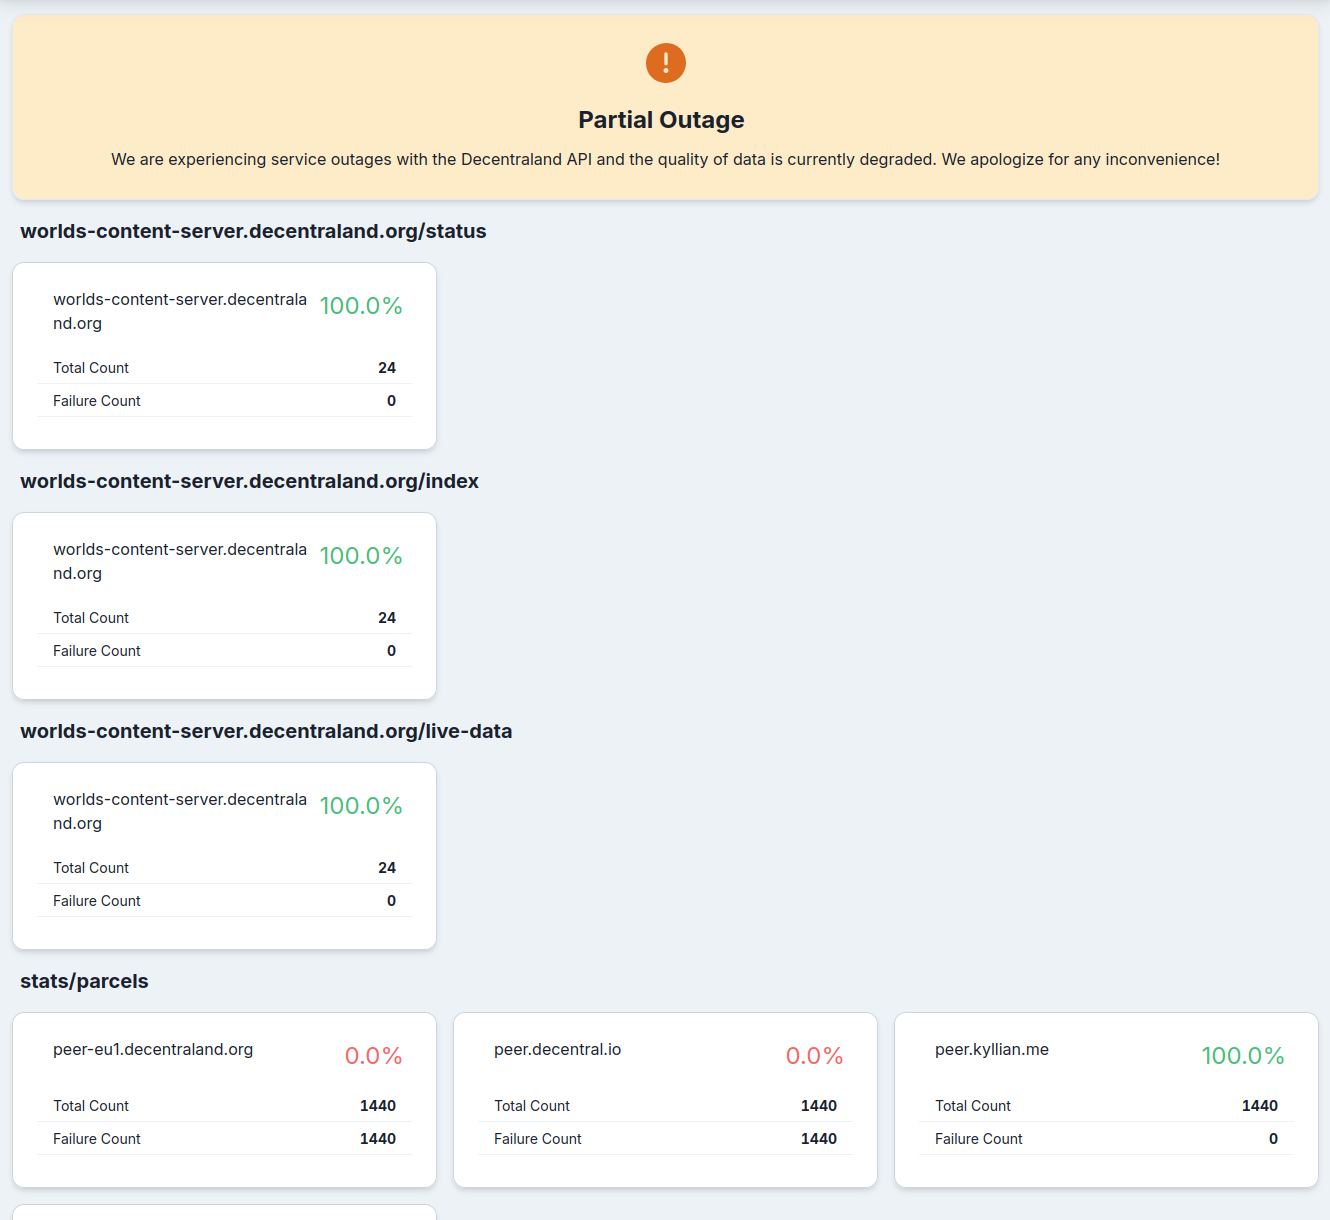 Partial Outage
We are experiencing service outages with the Decentraland API and the quality of data is currently degraded. We apologize for any inconvenience!
worlds-content-server.decentraland.org/status
worlds-content-server.decentrala
nd.org
100.0%
Total Count 24
Failure Count 0
worlds-content-server.decentraland.org/index
worlds-content-server.decentrala
nd.org
100.0%
Total Count 24
Failure Count 0
worlds-content-server.decentraland.org/live-data
worlds-content-server.decentrala
nd.org
100.0%
Total Count 24
Failure Count 0
stats/parcels
peer-eu1.decentraland.org 0.0%
Total Count 1440
Failure Count 1440
peer.decentral.io 0.0%
Total Count 1440
Failure Count 1440
peer.kyllian.me 100.0%
Total Count 1440
Failure Count 0